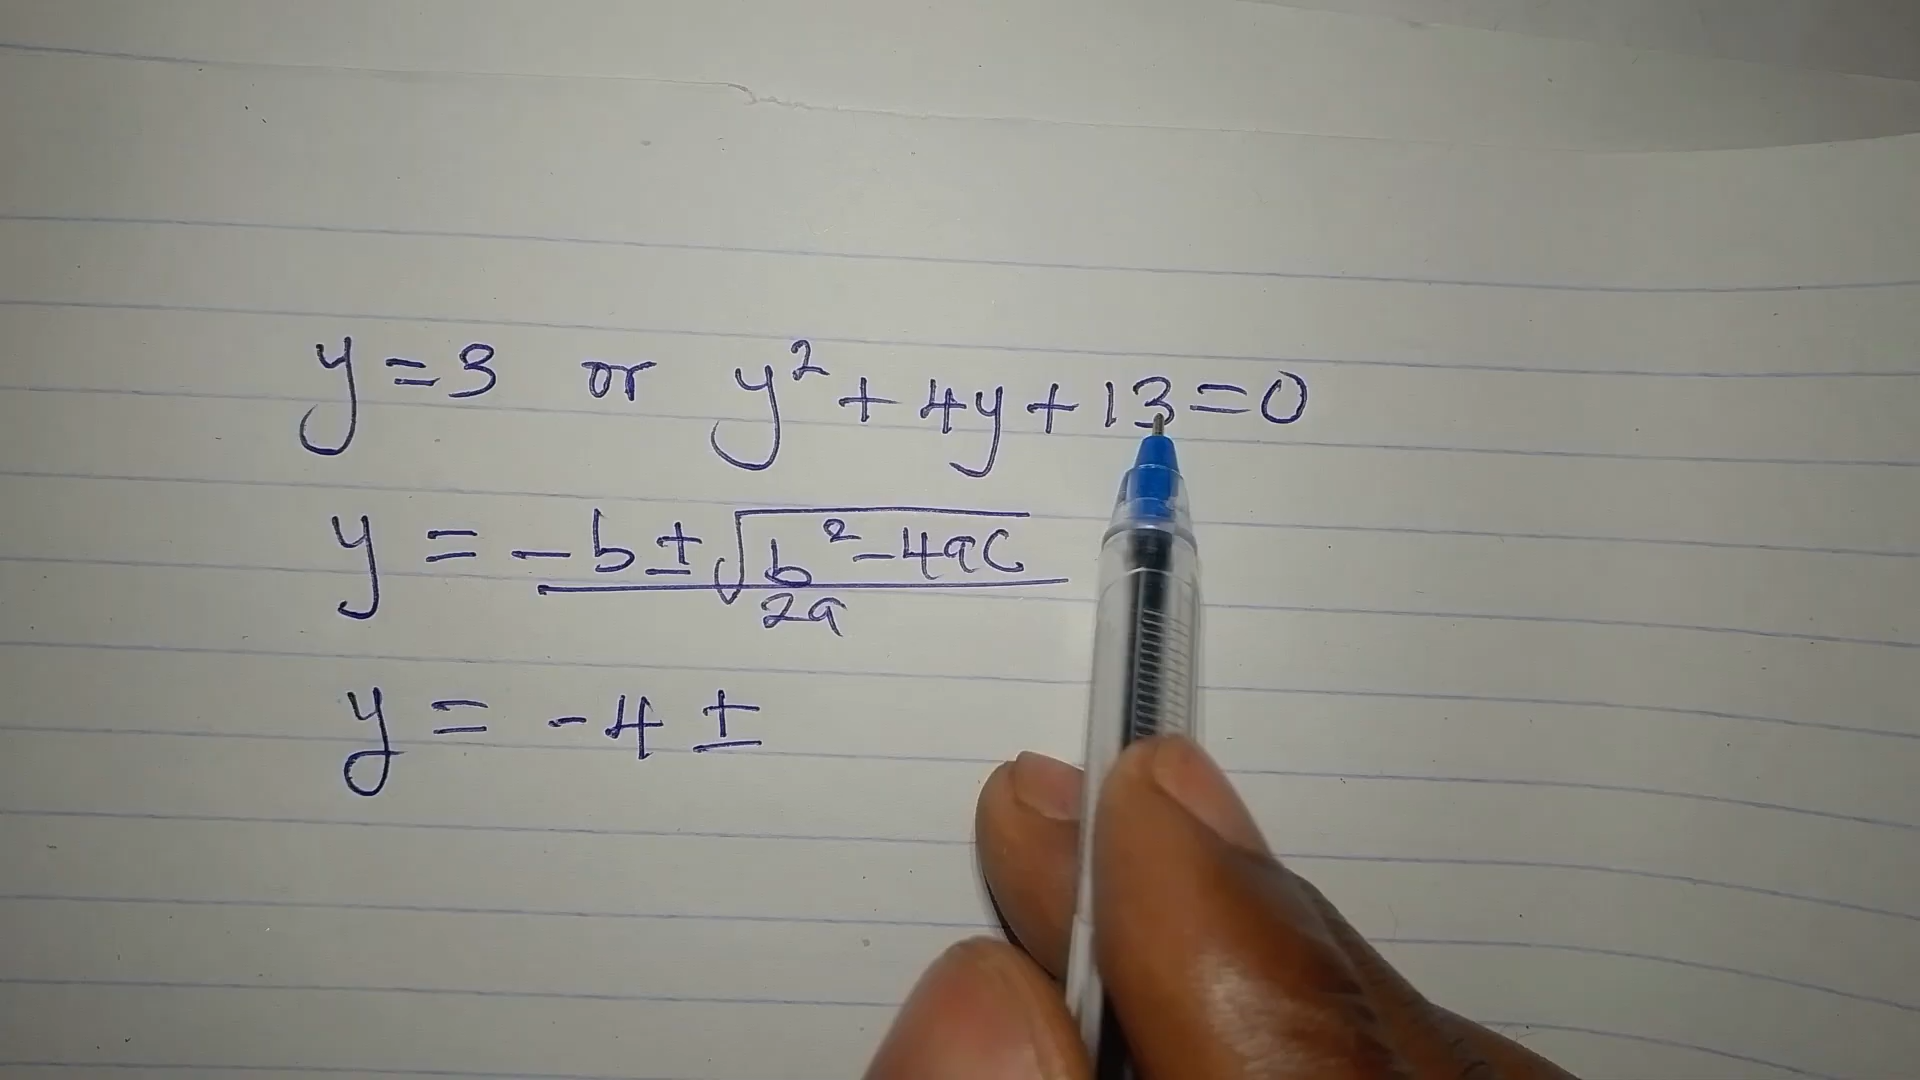 y = 3 or y² + 4y + 13 = 0
y = -b ± √b² - 4ac
2a
y = -4 ±